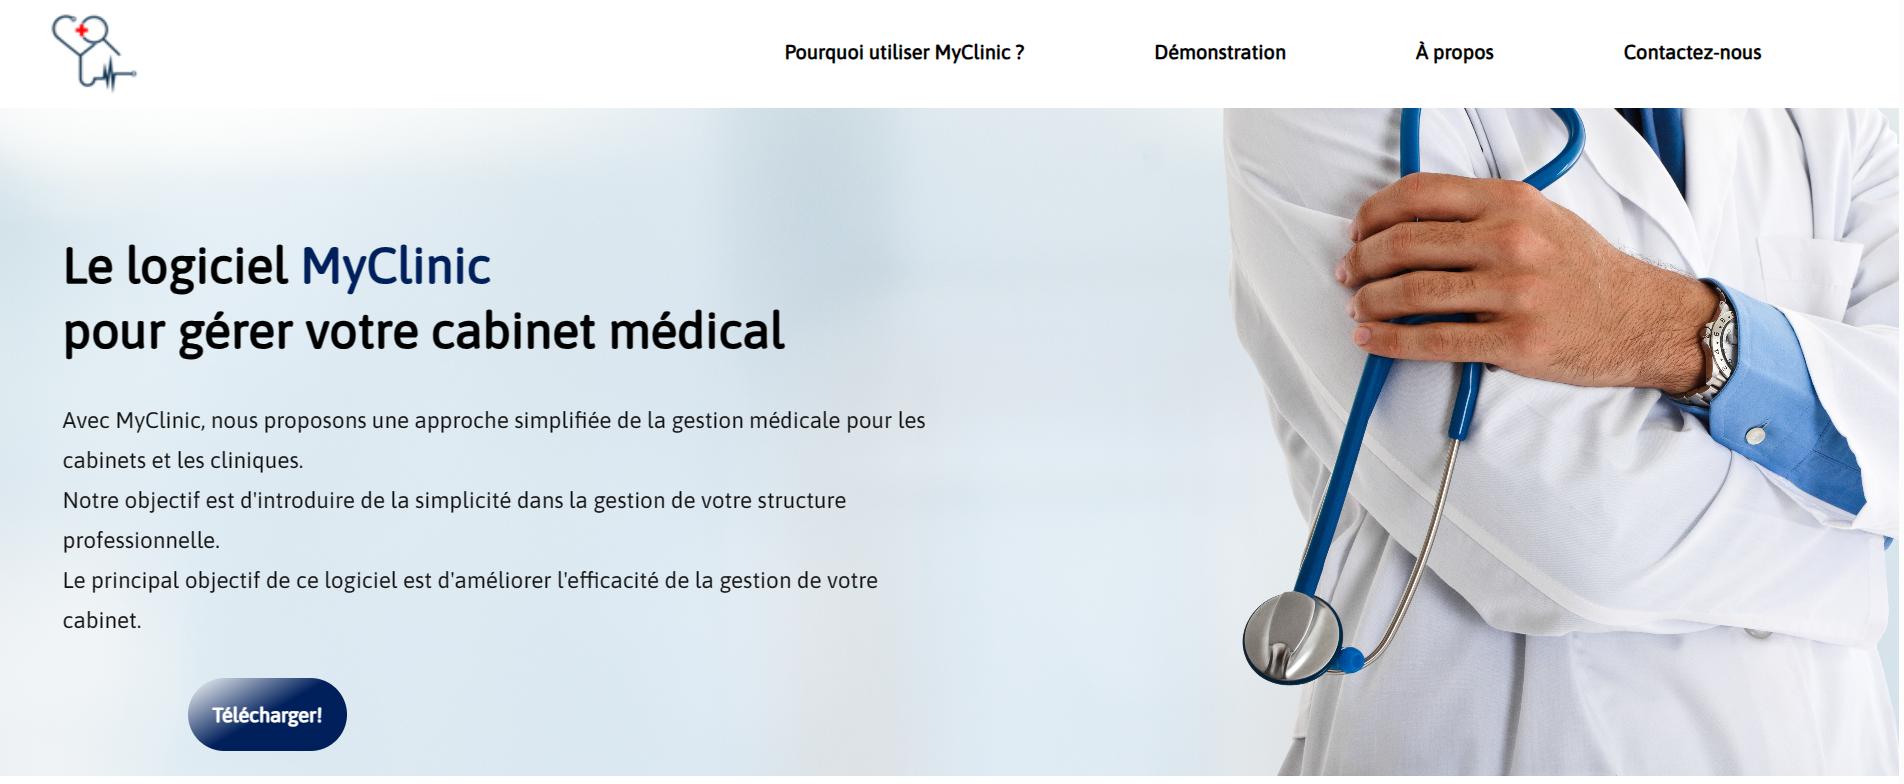 Pourquoi utiliser MyClinic ?
Démonstration
À propos
Contactez-nous
Le logiciel MyClinic
pour gérer votre cabinet médical
Avec MyClinic, nous proposons une approche simplifiée de la gestion médicale pour les
cabinets et les cliniques.
Notre objectif est d'introduire de la simplicité dans la gestion de votre structure
professionnelle.
Le principal objectif de ce logiciel est d'améliorer l'efficacité de la gestion de votre
cabinet.
Télécharger!